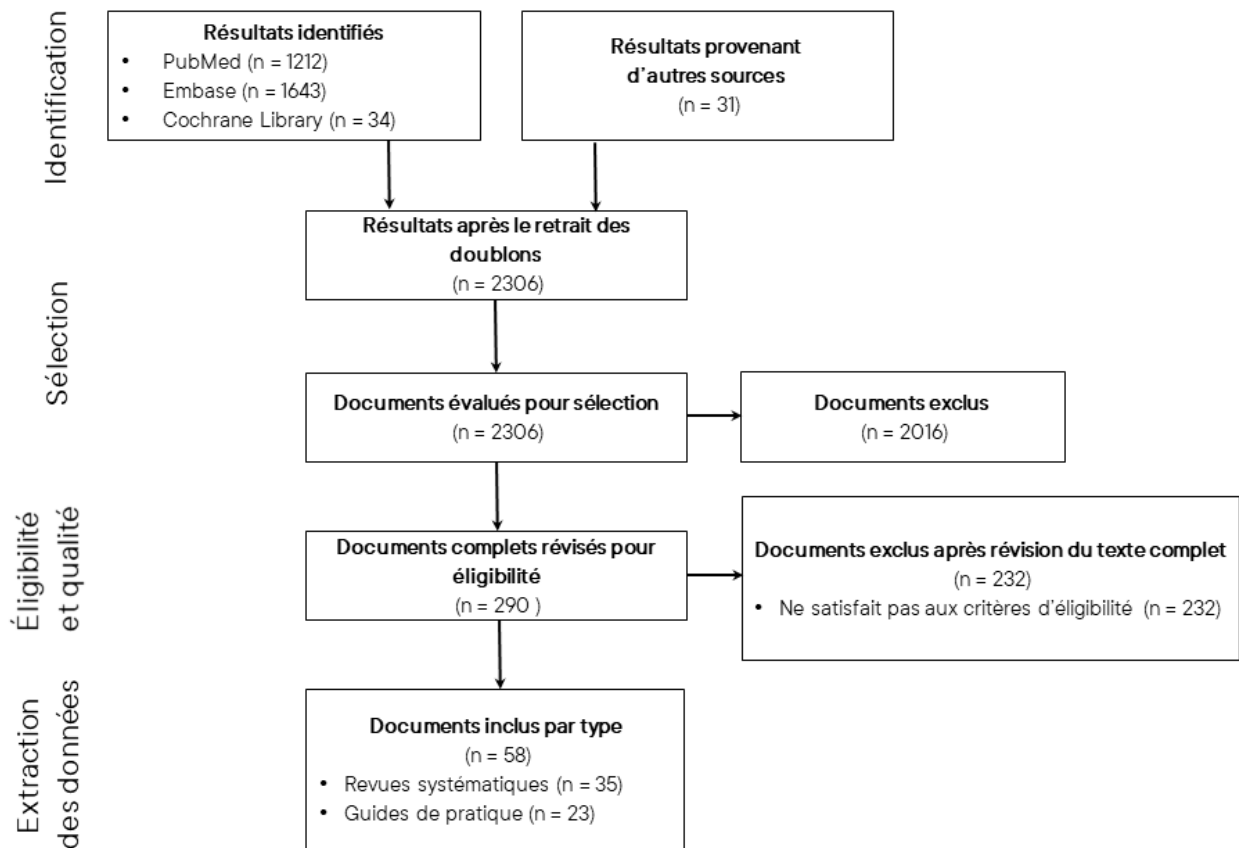 Identification
Résultats identifiés
• PubMed (n = 1212)
• Embase (n = 1643)
• Cochrane Library (n = 34)
Résultats provenant
d'autres sources
(n = 31)
Sélection
Résultats après le retrait des
doublons
(n = 2306)
Documents évalués pour sélection
(n = 2306)
Documents exclus
(n = 2016)
Éligibilité
et qualité
Documents complets révisés pour
éligibilité
(n = 290 )
Documents exclus après révision du texte complet
(n = 232)
• Ne satisfait pas aux critères d'éligibilité (n = 232)
Extraction
des données
Documents inclus par type
(n = 58)
• Revues systématiques (n = 35)
• Guides de pratique (n = 23)